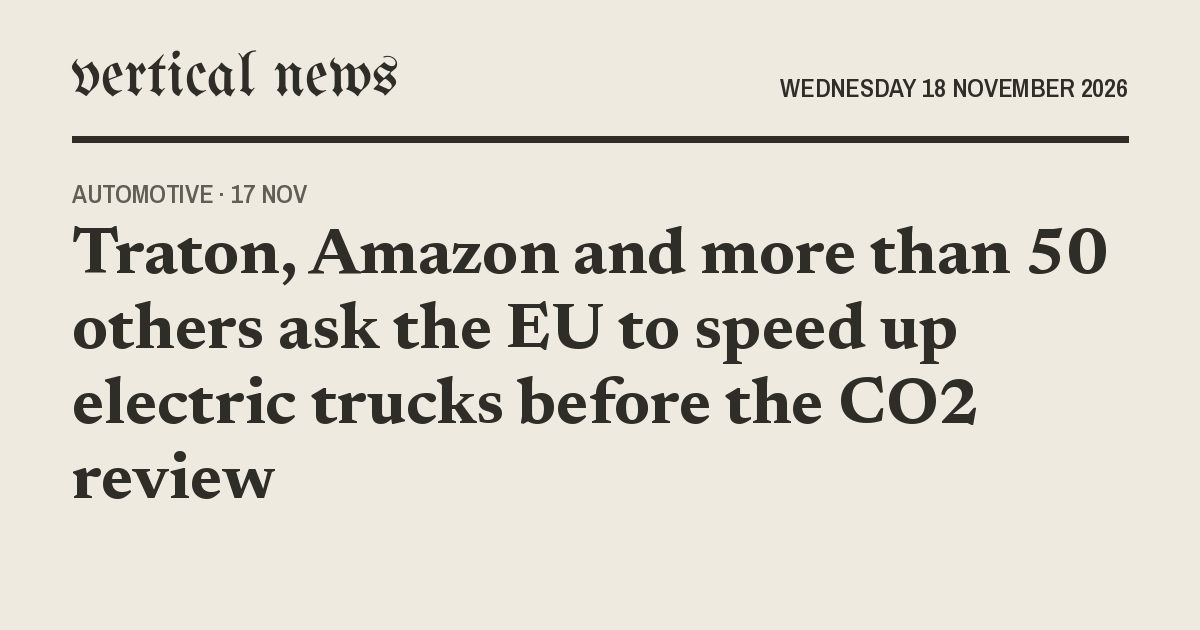 vertical news
WEDNESDAY 18 NOVEMBER 2026
AUTOMOTIVE · 17 NOV
Traton, Amazon and more than 50
others ask the EU to speed up
electric trucks before the CO2
review